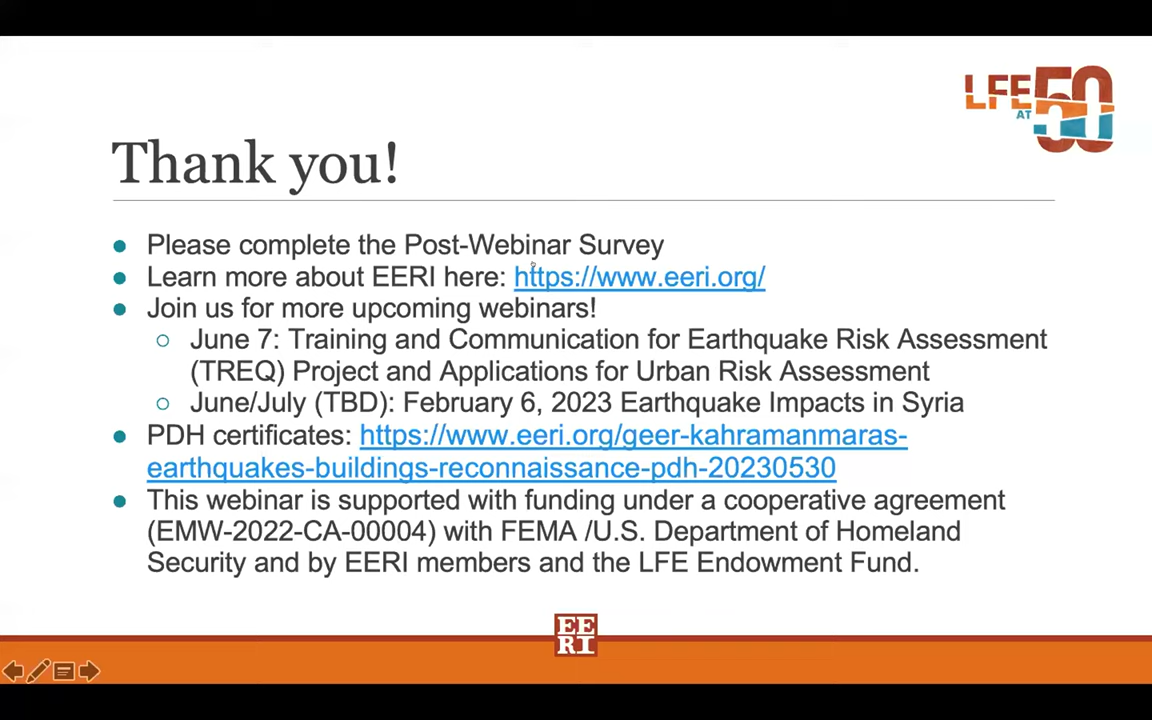 LFE AT 50
Thank you!
● Please complete the Post-Webinar Survey
● Learn more about EERI here: https://www.eeri.org/
● Join us for more upcoming webinars!
○ June 7: Training and Communication for Earthquake Risk Assessment
(TREQ) Project and Applications for Urban Risk Assessment
○ June/July (TBD): February 6, 2023 Earthquake Impacts in Syria
● PDH certificates: https://www.eeri.org/geer-kahramanmaras-
earthquakes-buildings-reconnaissance-pdh-20230530
● This webinar is supported with funding under a cooperative agreement
(EMW-2022-CA-00004) with FEMA /U.S. Department of Homeland
Security and by EERI members and the LFE Endowment Fund.
EE
RI